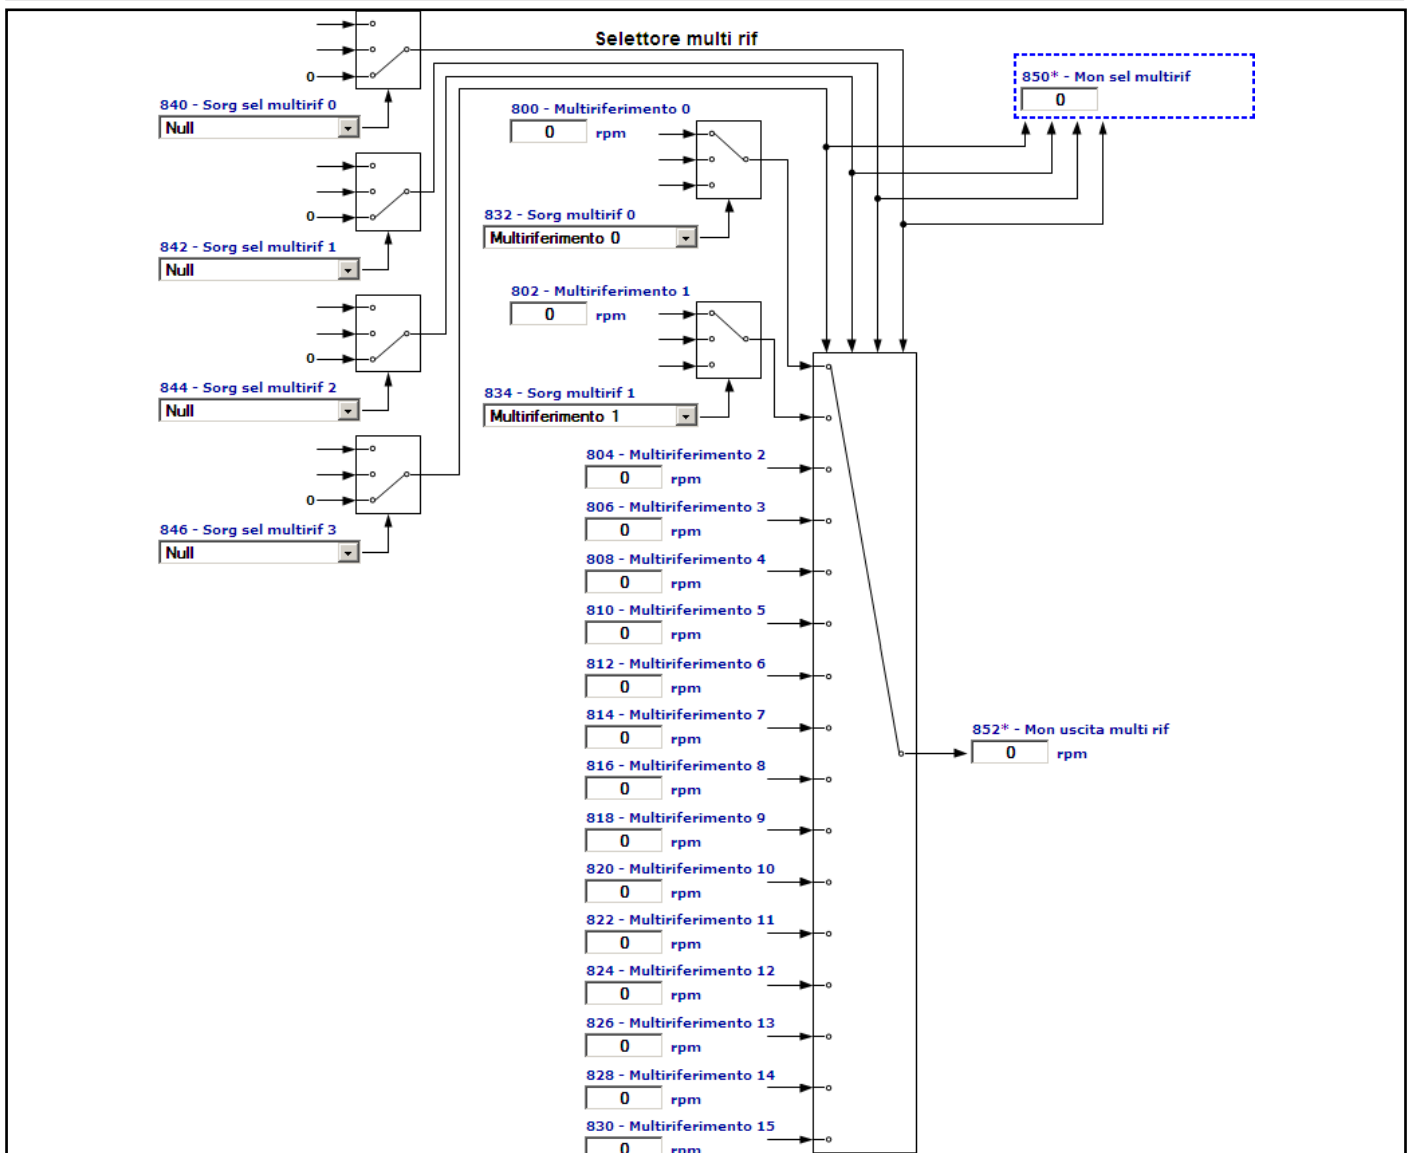 Selettore multi rif
0
840 - Sorg sel multirif 0
Null
0
842 - Sorg sel multirif 1
Null
0
844 - Sorg sel multirif 2
Null
0
846 - Sorg sel multirif 3
Null
800 - Multiriferimento 0
0 rpm
832 - Sorg multirif 0
Multiriferimento 0
802 - Multiriferimento 1
0 rpm
834 - Sorg multirif 1
Multiriferimento 1
804 - Multiriferimento 2
0 rpm
806 - Multiriferimento 3
0 rpm
808 - Multiriferimento 4
0 rpm
810 - Multiriferimento 5
0 rpm
812 - Multiriferimento 6
0 rpm
814 - Multiriferimento 7
0 rpm
816 - Multiriferimento 8
0 rpm
818 - Multiriferimento 9
0 rpm
820 - Multiriferimento 10
0 rpm
822 - Multiriferimento 11
0 rpm
824 - Multiriferimento 12
0 rpm
826 - Multiriferimento 13
0 rpm
828 - Multiriferimento 14
0 rpm
830 - Multiriferimento 15
0 rpm
850* - Mon sel multirif
0
852* - Mon uscita multi rif
0 rpm